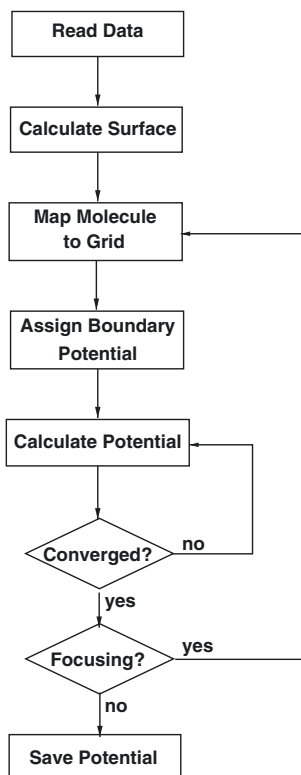 Read Data
Calculate Surface
Map Molecule
to Grid
Assign Boundary
Potential
Calculate Potential
Converged?
no
yes
Focusing?
yes
no
Save Potential